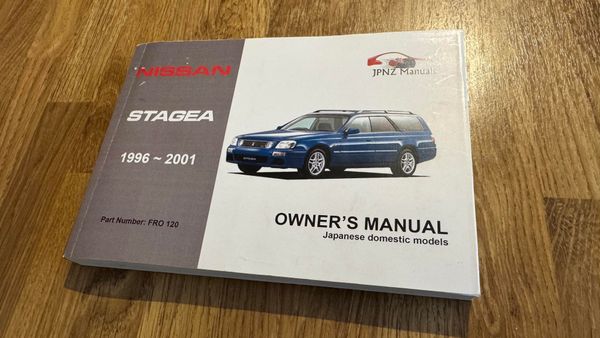 NISSAN
STAGEA
1996 ~ 2001
Part Number: FRO 120
JPNZ Manuals
OWNER'S MANUAL
Japanese domestic models